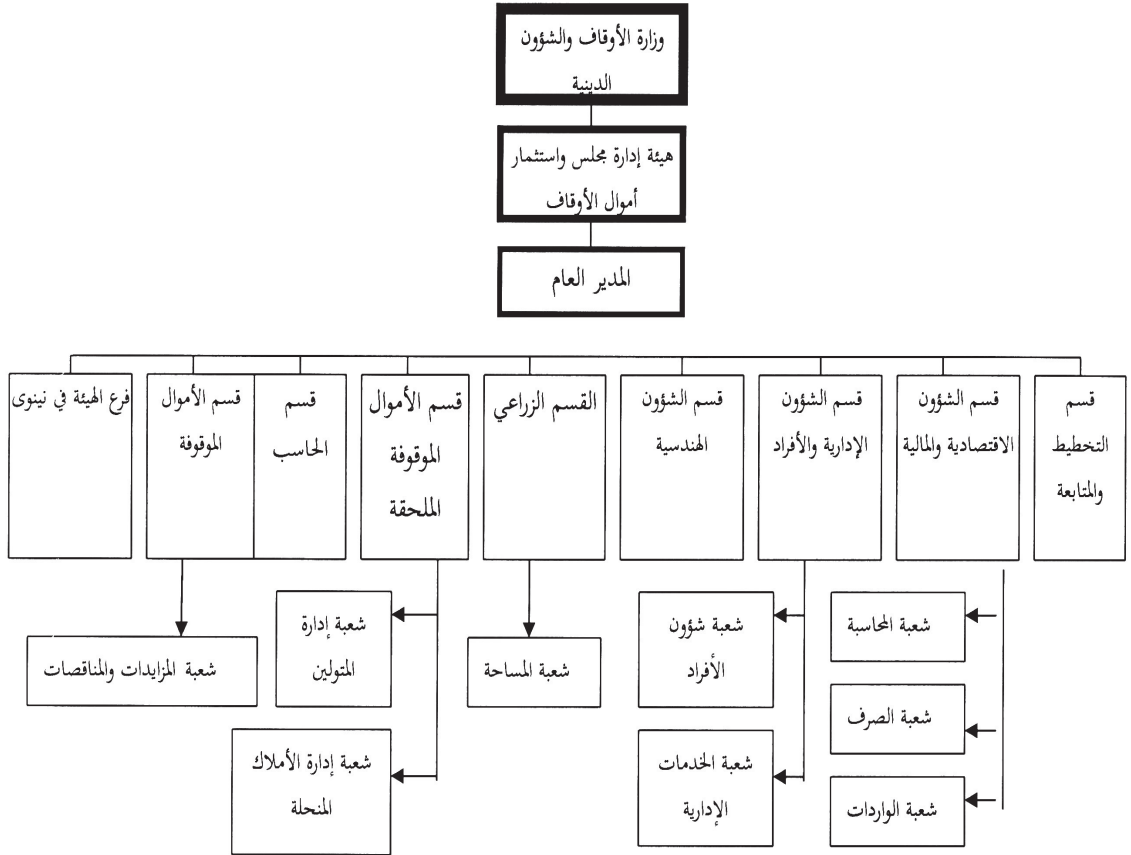 وزارة الأوقاف والشؤون
الدينية
هيئة إدارة مجلس واستثمار
أموال الأوقاف
المدير العام
قسم
التخطيط
والمتابعة
قسم الشؤون
الاقتصادية والمالية
قسم الشؤون
الإدارية والأفراد
قسم الشؤون
الهندسية
القسم الزراعي
قسم الأموال
الموقوفة
الملحقة
قسم
الحاسب
قسم الأموال
الموقوفة
فرع الهيئة في نينوى
شعبة المحاسبة
شعبة الصرف
شعبة الواردات
شعبة شؤون
الأفراد
شعبة الخدمات
الإدارية
شعبة المساحة
شعبة إدارة
المتولين
شعبة إدارة الأملاك
المنحلة
شعبة المزايدات والمناقصات